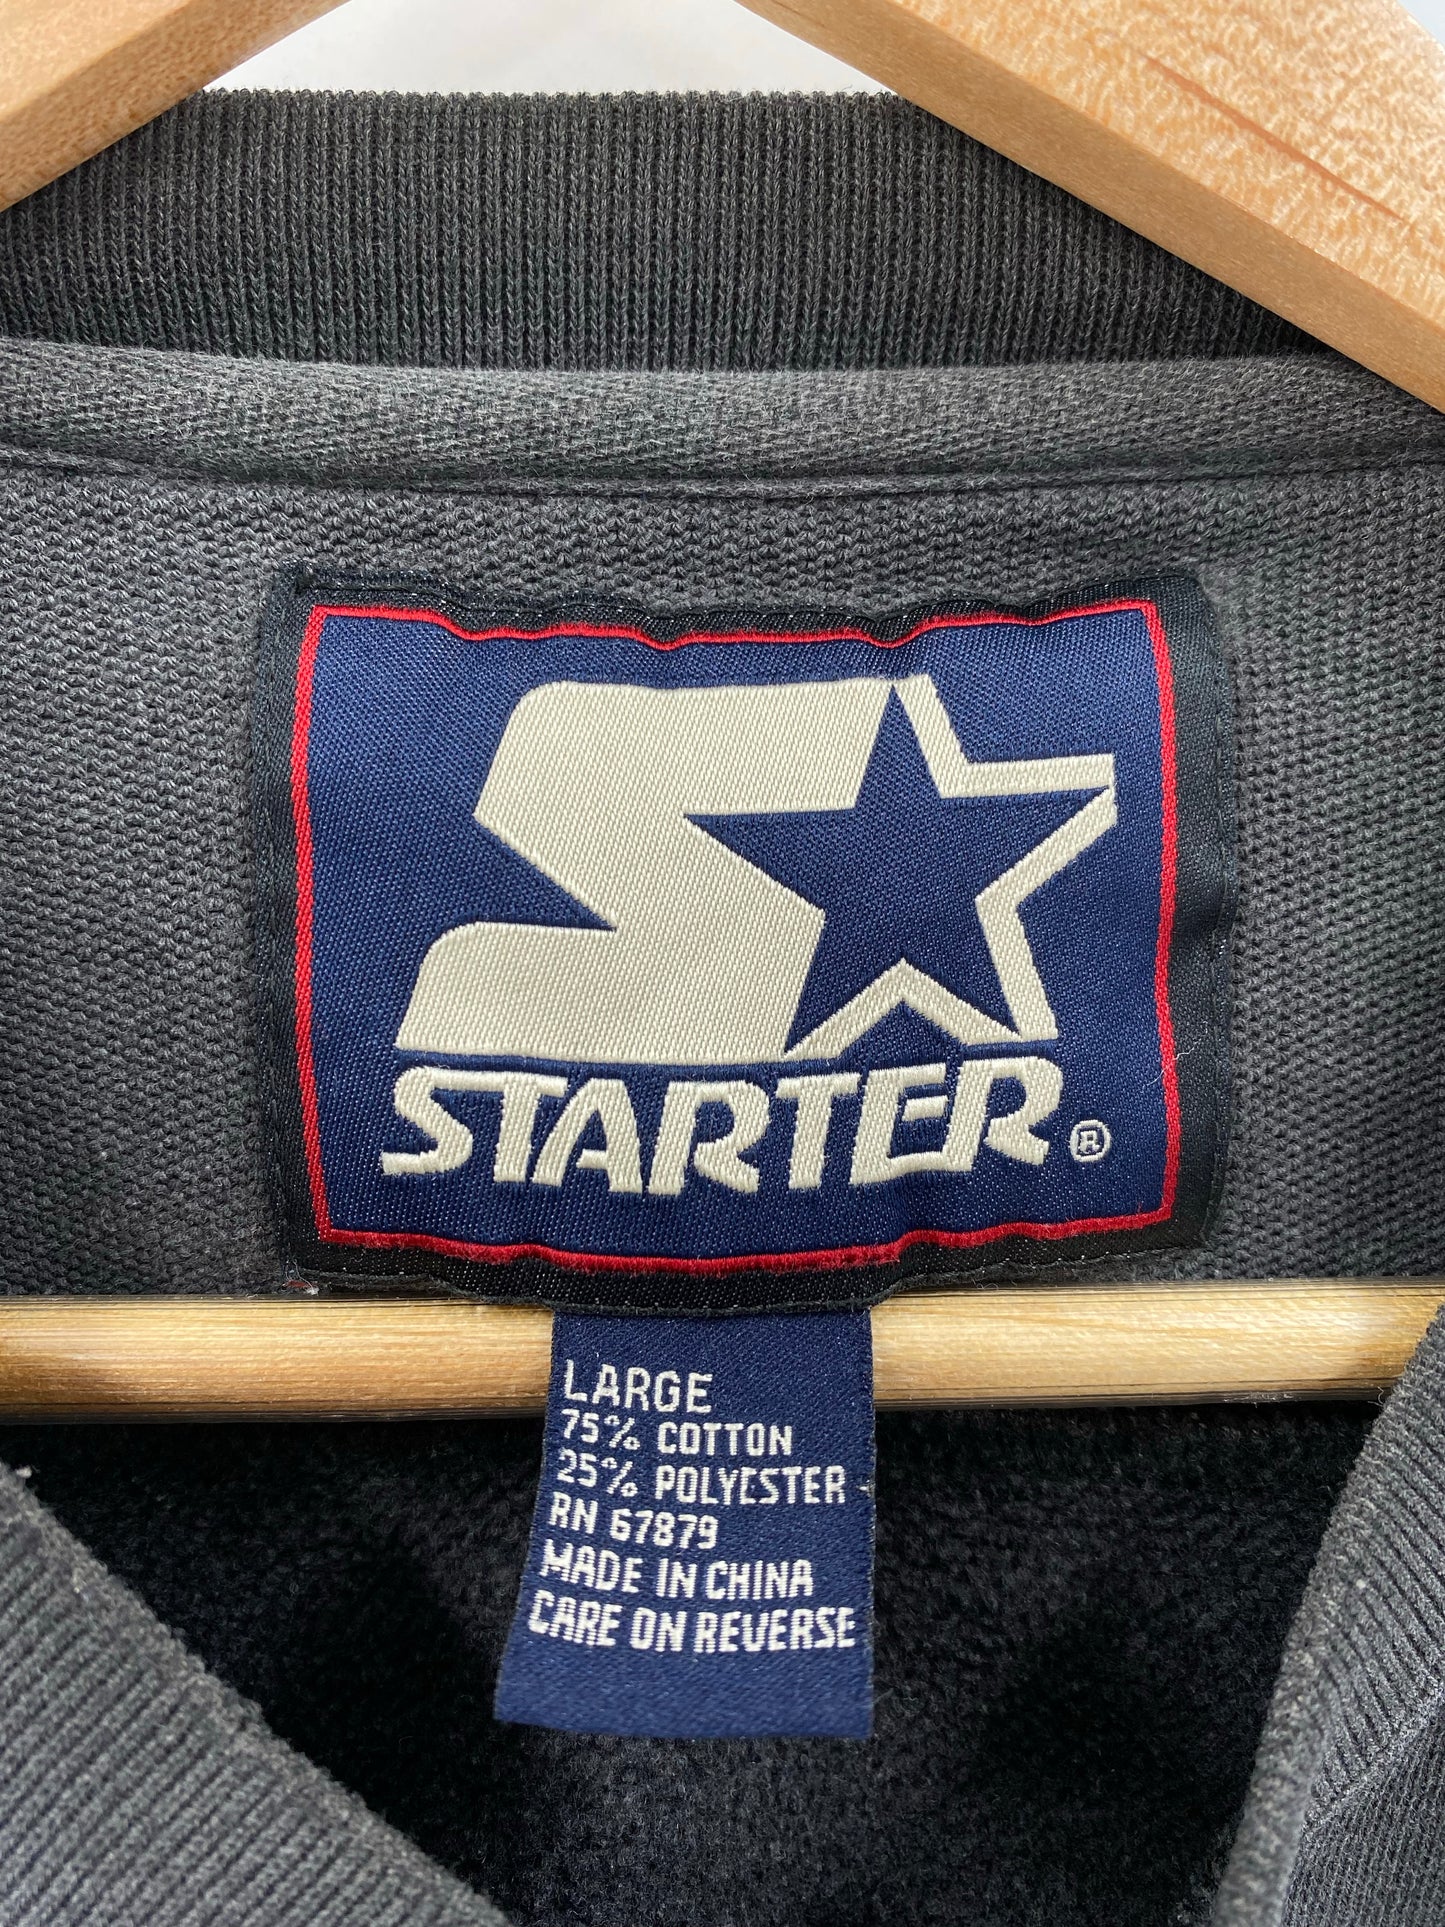 STARTER®
LARGE
75% COTTON
25% POLYESTER
RN 67879
MADE IN CHINA
CARE ON REVERSE